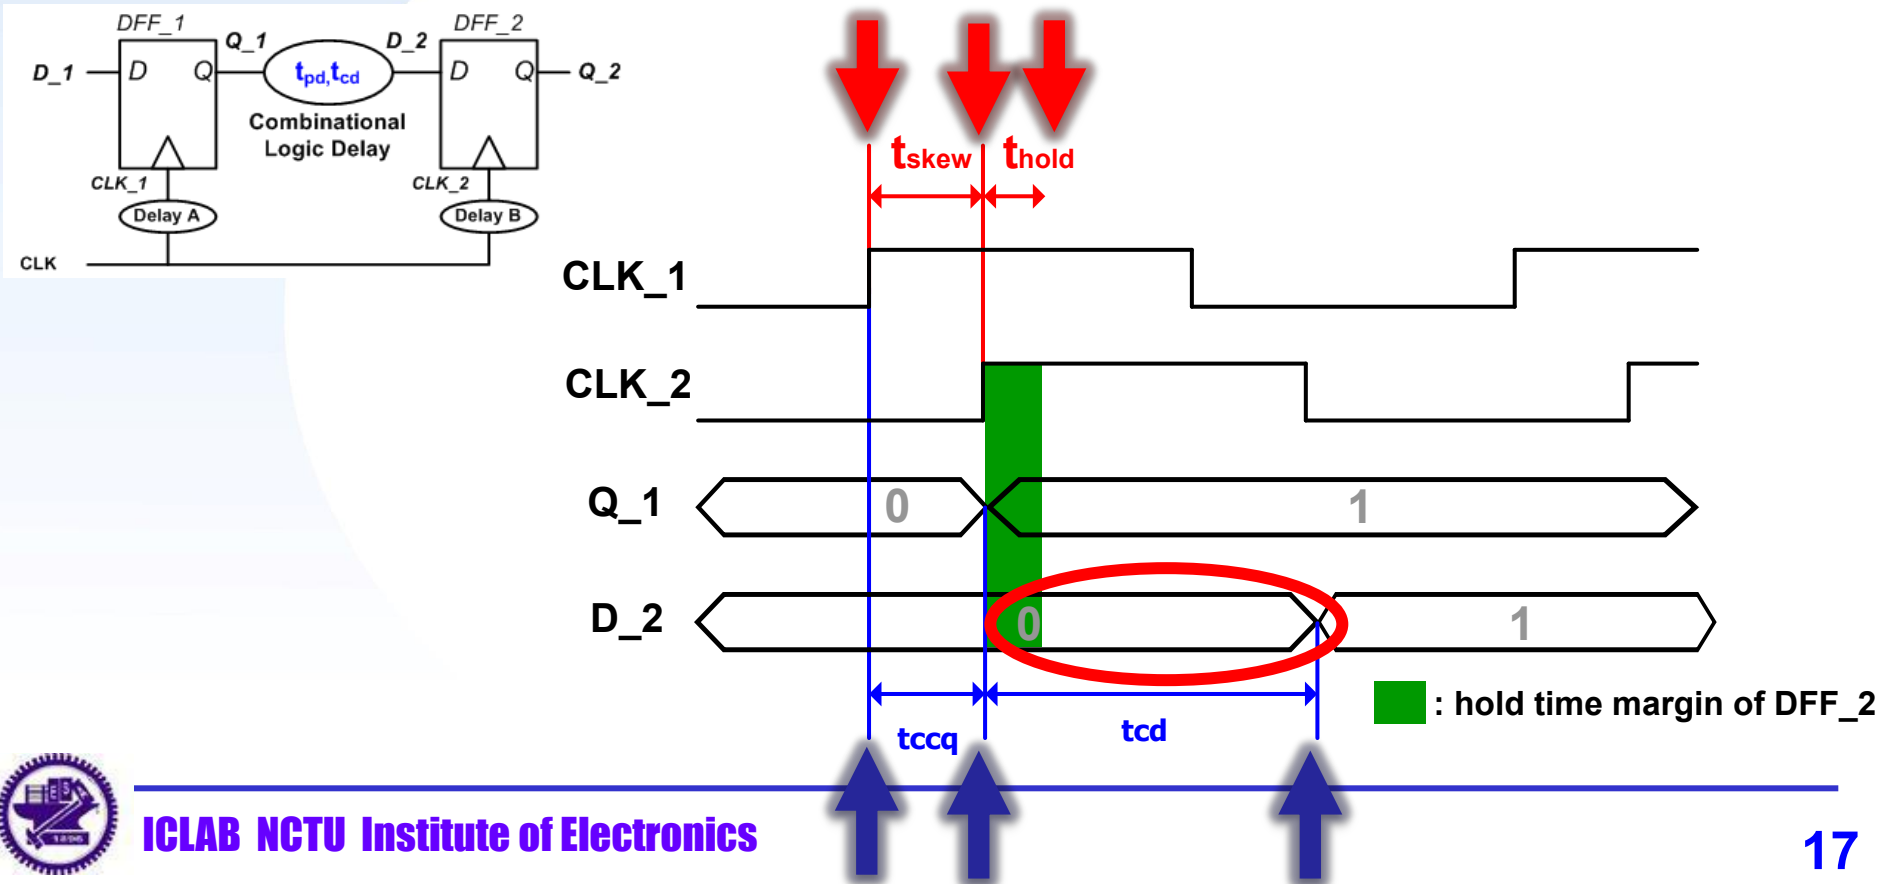 DFF_1
DFF_2
Q_1
D_2
D_1
D
Q
tpd,tcd
D
Q
Q_2
Combinational
Logic Delay
CLK_1
CLK_2
Delay A
Delay B
CLK
tskew
thold
CLK_1
CLK_2
Q_1
0
1
D_2
0
1
tccq
tcd
: hold time margin of DFF_2
ICLAB NCTU Institute of Electronics
17